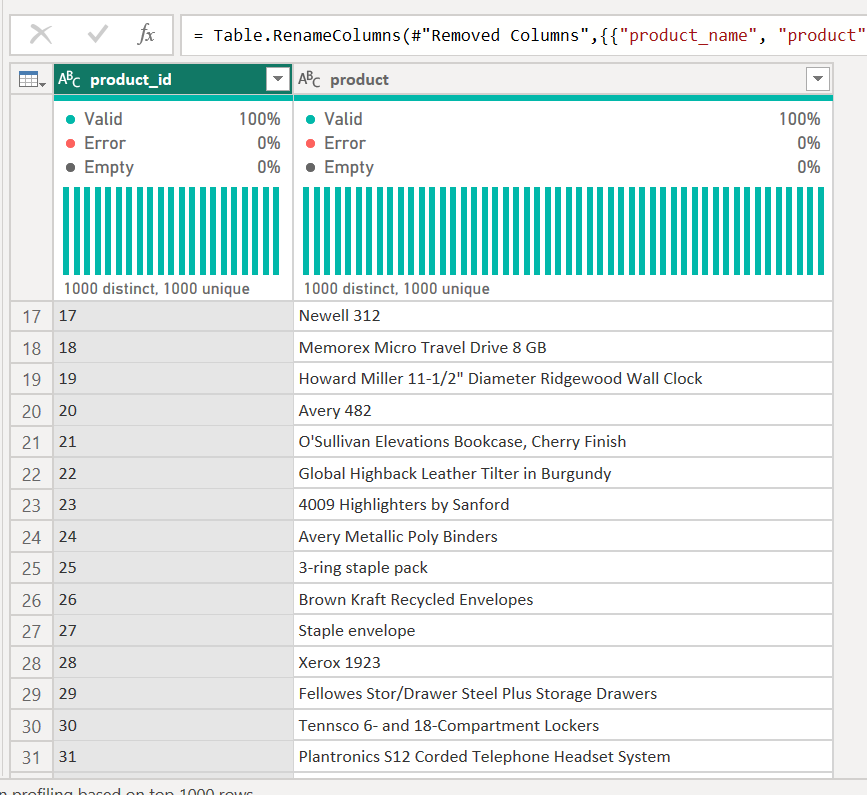 fx = Table.RenameColumns(#"Removed Columns",{{"product_name", "product"
ABC product_id ABC product
Valid 100% Valid 100%
Error 0% Error 0%
Empty 0% Empty 0%
1000 distinct, 1000 unique 1000 distinct, 1000 unique
17 17 Newell 312
18 18 Memorex Micro Travel Drive 8 GB
19 19 Howard Miller 11-1/2" Diameter Ridgewood Wall Clock
20 20 Avery 482
21 21 O'Sullivan Elevations Bookcase, Cherry Finish
22 22 Global Highback Leather Tilter in Burgundy
23 23 4009 Highlighters by Sanford
24 24 Avery Metallic Poly Binders
25 25 3-ring staple pack
26 26 Brown Kraft Recycled Envelopes
27 27 Staple envelope
28 28 Xerox 1923
29 29 Fellowes Stor/Drawer Steel Plus Storage Drawers
30 30 Tennsco 6- and 18-Compartment Lockers
31 31 Plantronics S12 Corded Telephone Headset System
n profiling based on top 1000 rows